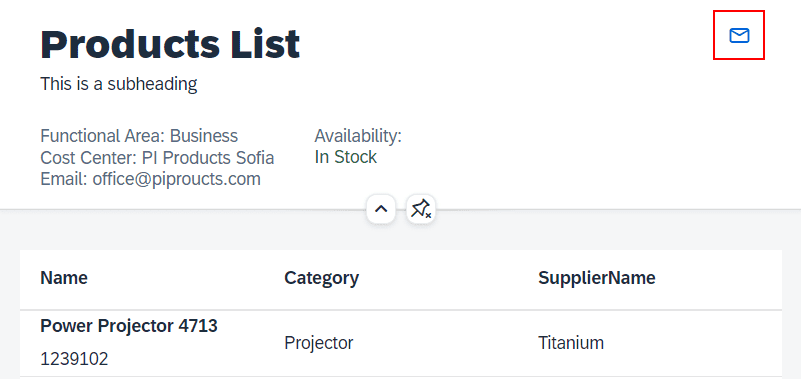 Products List
This is a subheading
Functional Area: Business
Cost Center: PI Products Sofia
Email: office@piproucts.com
Availability:
In Stock
Name Category SupplierName
Power Projector 4713
1239102
Projector
Titanium